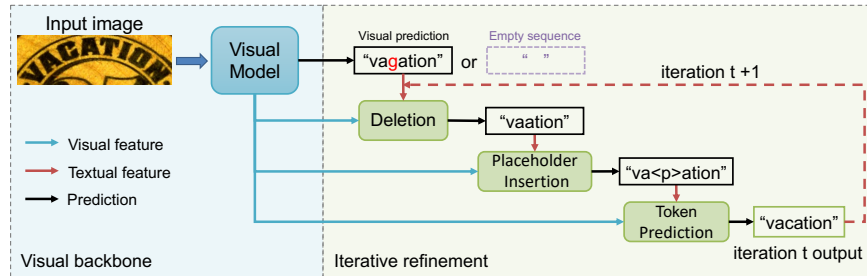 Input image
VACATION
Visual
Model
Visual prediction
“vagation”
or
Empty sequence
“ ”
iteration t +1
Deletion
“vaation”
Visual feature
Textual feature
Prediction
Placeholder
Insertion
“va<p>ation”
Token
Prediction
“vacation”
Visual backbone
Iterative refinement
iteration t output